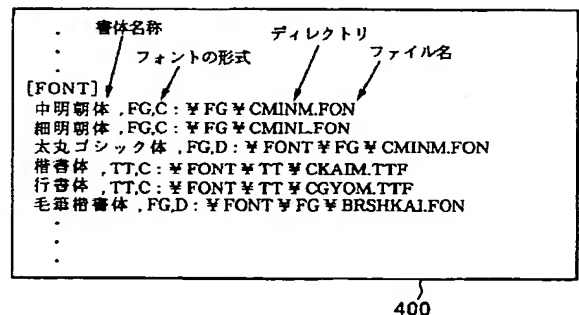 書体名称
ディレクトリ
フォントの形式
ファイル名
[FONT]
中明朝体 ,FG,C : ¥ FG ¥ CMINM.FON
細明朝体 ,FG,C : ¥ FG ¥ CMINL.FON
太丸ゴシック体 ,FG,D : ¥ FONT ¥ FG ¥ CMINM.FON
楷書体 ,TT,C : ¥ FONT ¥ TT ¥ CKAIM.TTF
行書体 ,TT,C : ¥ FONT ¥ TT ¥ CGYOM.TTF
毛筆楷書体 ,FG,D : ¥ FONT ¥ FG ¥ BRSHKAI.FON
400